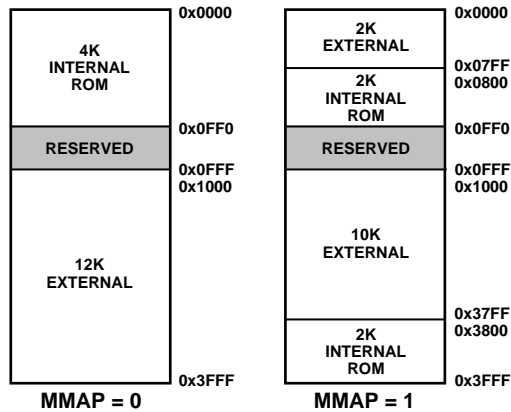 0x0000
4K
INTERNAL
ROM
0x0FF0
RESERVED
0x0FFF
0x1000
12K
EXTERNAL
0x3FFF
MMAP = 0
0x0000
2K
EXTERNAL
0x07FF
0x0800
2K
INTERNAL
ROM
0x0FF0
RESERVED
0x0FFF
0x1000
10K
EXTERNAL
0x37FF
0x3800
2K
INTERNAL
ROM
0x3FFF
MMAP = 1